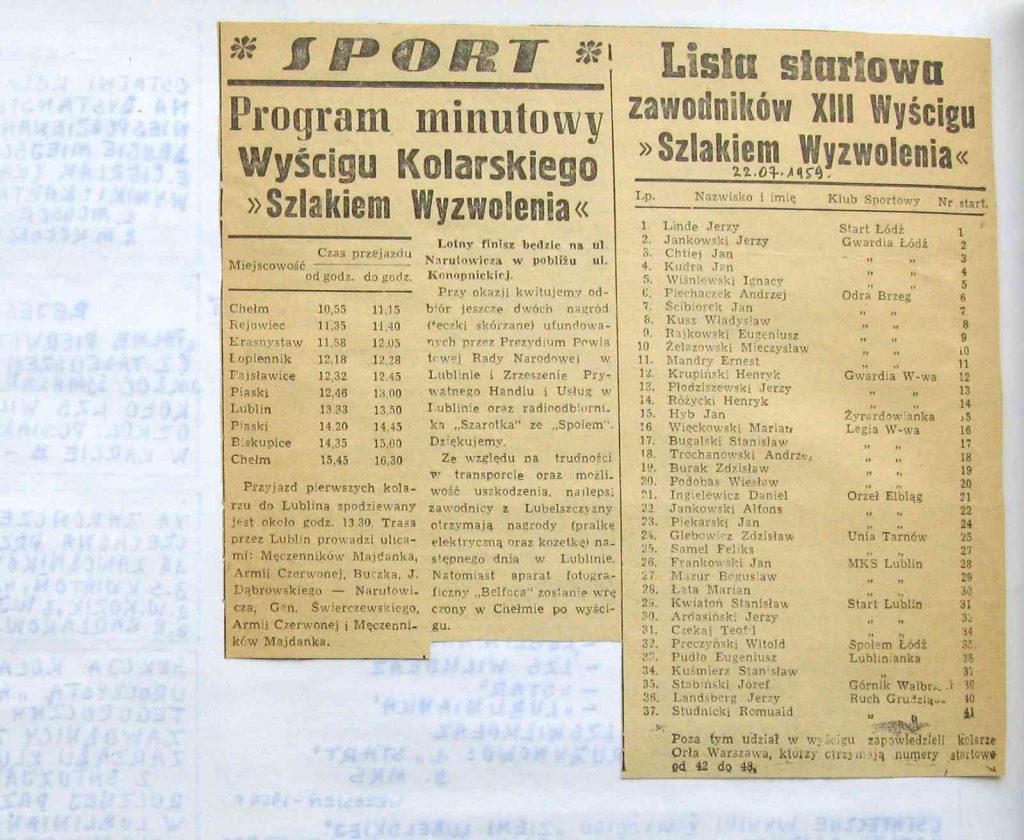 * SPORT *
Program minutowy
Wyścigu Kolarskiego
»Szlakiem Wyzwolenia«
Miejscowość Czas przejazdu
od godz. do godz.
Chełm 10,55 11,15
Rejowiec 11,35 11,40
Krasnystaw 11,58 12,05
Łopiennik 12,18 12,28
Fajsławice 12,32 12,45
Piaski 12,46 13,00
Lublin 13,33 13,50
Piaski 14,20 14,45
Biskupice 14,35 15,00
Chełm 15,45 16,30
Przyjazd pierwszych kola-
rzy do Lublina spodziewany
jest około godz. 13.30. Trasa
przez Lublin prowadzi ulica-
mi: Męczenników Majdanka,
Armii Czerwonej, Buczka, J.
Dąbrowskiego — Narutowi-
cza, Gen. Świerczewskiego,
Armii Czerwonej i Męczenni-
ków Majdanka.
Lotny finisz będzie na ul.
Narutowicza w pobliżu ul.
Konopnickiej.
Przy okazji kwitujemy od-
biór jeszcze dwóch nagród
(teczki skórzane) ufundowa-
nych przez Prezydium Powia
towej Rady Narodowej w
Lublinie i Zrzeszenie Pry-
watnego Handlu i Usług w
Lublinie oraz radioodbiorni-
ka „Szarotka" ze „Społem".
Dziękujemy.
Ze względu na trudności
w transporcie oraz możli-
wość uszkodzenia, najlepsi
zawodnicy z Lubelszczyzny
otrzymają nagrody (pralkę
elektryczną oraz kozetkę) na-
stępnego dnia w Lublinie.
Natomiast aparat fotogra-
ficzny „Belfoca" zostanie wrę
czony w Chełmie po wyści-
gu.
Lista startowa
zawodników XIII Wyścigu
»Szlakiem Wyzwolenia«
22.07.1959.
Lp. Nazwisko i imię Klub Sportowy Nr start.
1. Linde Jerzy Start Łódź 1
2. Jankowski Jerzy Gwardia Łódź 2
3. Chtiej Jan „ „ 3
4. Kudra Jan „ „ 4
5. Wiśniewski Ignacy „ „ 5
6. Piechaczek Andrzej Odra Brzeg 6
7. Ścibiorek Jan „ „ 7
8. Kusz Władysław „ „ 8
9. Rajkowski Eugeniusz „ „ 9
10 Żelazowski Mieczysław „ „ 10
11. Mandry Ernest „ „ 11
12. Krupiński Henryk Gwardia W-wa 12
13. Płodziszewski Jerzy „ „ 13
14. Różycki Henryk „ „ 14
15. Hyb Jan Żyrardowianka 15
16. Więckowski Marian Legia W-wa 16
17. Bugalski Stanisław „ „ 17
18. Trochanowski Andrzej „ „ 18
19. Burak Zdzisław „ „ 19
20. Podobas Wiesław „ „ 20
21. Ingielewicz Daniel Orzeł Elbląg 21
22 Jankowski Alfons „ „ 22
23. Piekarski Jan „ „ 24
24. Glebowicz Zdzisław Unia Tarnów 25
25. Samel Feliks „ „ 27
26. Frankowski Jan MKS Lublin 28
27. Mazur Bogusław „ „ 29
28. Łata Marian „ „ 30
29. Kwiatoń Stanisław Start Lublin 31
30. Ardasiński Jerzy „ „ 32
31. Czekaj Teofil „ „ 34
32. Preczyński Witold Społem Łódź 35
33. Pudło Eugeniusz Lublinianka 36
34. Kuśmierz Stanisław „ 37
35. Stabiński Józef Górnik Wałbrz. 39
36. Landsberg Jerzy Ruch Grudziąd. 40
37. Studnicki Romuald „ „ 41
Poza tym udział w wyścigu zapowiedzieli kolarze
Orła Warszawa, którzy otrzymają numery startowe
od 42 do 48.